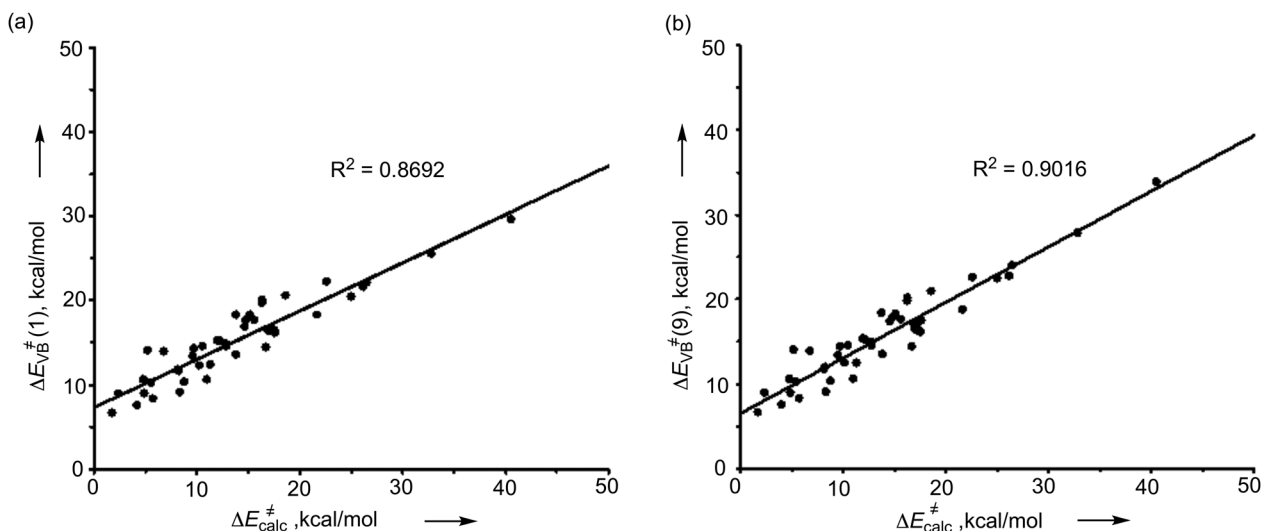 (a)
50
40
30
20
10
0
ΔE≠VB(1), kcal/mol
R² = 0.8692
0 10 20 30 40 50
ΔE≠calc ,kcal/mol
(b)
50
40
30
20
10
0
ΔE≠VB(9), kcal/mol
R² = 0.9016
0 10 20 30 40 50
ΔE≠calc ,kcal/mol